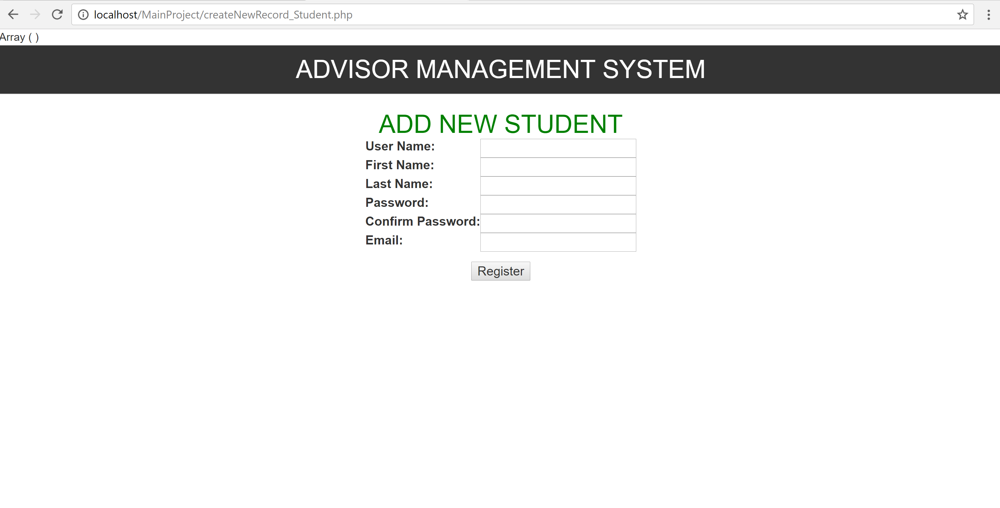 localhost/MainProject/createNewRecord_Student.php
Array ( )
ADVISOR MANAGEMENT SYSTEM
ADD NEW STUDENT
User Name:
First Name:
Last Name:
Password:
Confirm Password:
Email:
Register